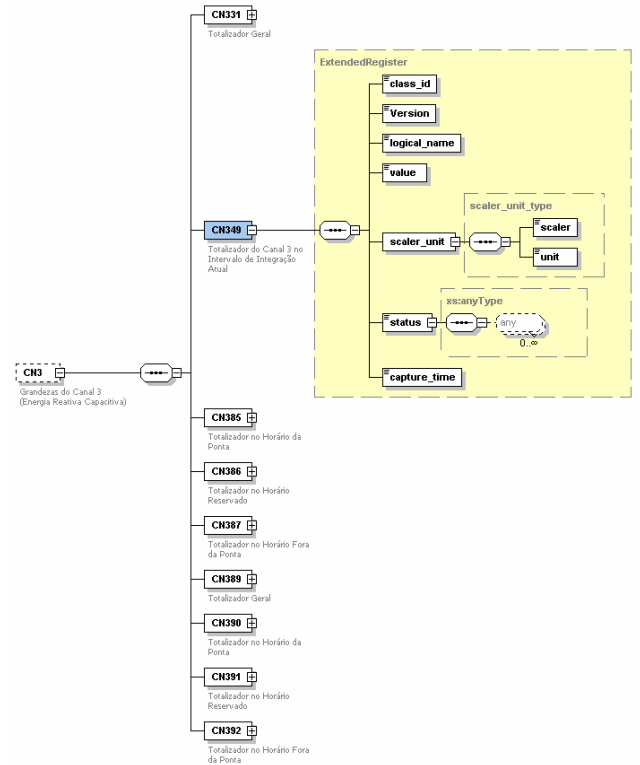 CN331
Totalizador Geral
ExtendedRegister
class_id
Version
logical_name
value
CN349
Totalizador do Canal 3 no
Intervalo de Integração
Atual
scaler_unit
scaler_unit_type
scaler
unit
status
xs:anyType
any
0..∞
capture_time
CN3
Grandezas do Canal 3
(Energia Reativa Capacitiva)
CN385
Totalizador no Horário da
Ponta
CN386
Totalizador no Horário
Reservado
CN387
Totalizador no Horário Fora
da Ponta
CN389
Totalizador Geral
CN390
Totalizador no Horário da
Ponta
CN391
Totalizador no Horário
Reservado
CN392
Totalizador no Horário Fora
da Ponta